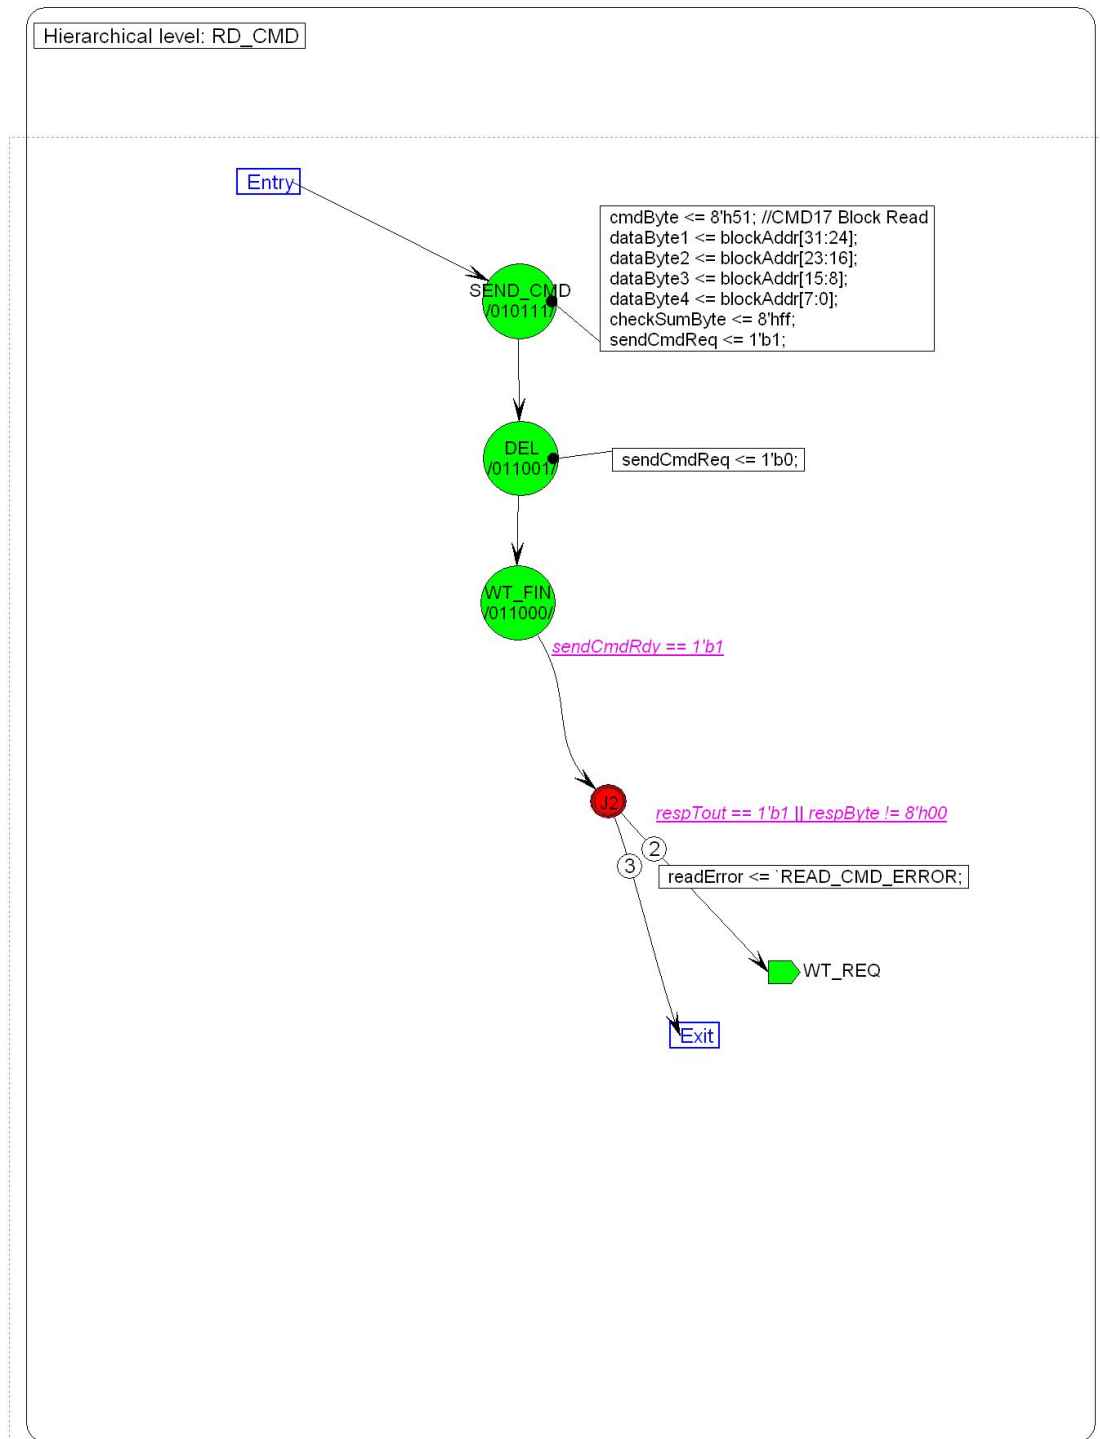 Hierarchical level: RD_CMD
Entry
cmdByte <= 8'h51; //CMD17 Block Read
dataByte1 <= blockAddr[31:24];
dataByte2 <= blockAddr[23:16];
dataByte3 <= blockAddr[15:8];
dataByte4 <= blockAddr[7:0];
checkSumByte <= 8'hff;
sendCmdReq <= 1'b1;
SEND_CMD
/010111/
DEL
/011001/
sendCmdReq <= 1'b0;
WT_FIN
/011000/
sendCmdRdy == 1'b1
J2
respTout == 1'b1 || respByte != 8'h00
2
3
readError <= `READ_CMD_ERROR;
WT_REQ
Exit